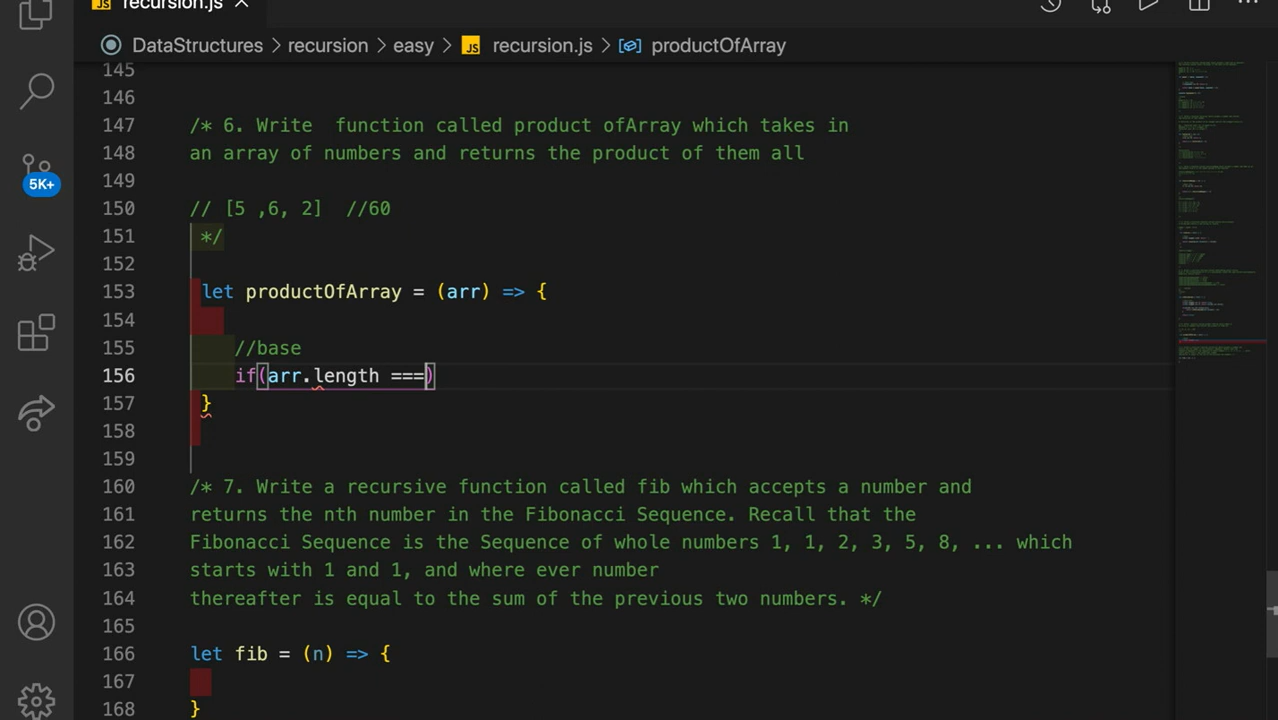 JS recursion.js ×
DataStructures > recursion > easy > JS recursion.js > productOfArray
145
146
147 /* 6. Write  function called product ofArray which takes in
148 an array of numbers and returns the product of them all
149
150 // [5 ,6, 2]  //60
151 */
152
153 let productOfArray = (arr) => {
154
155 //base
156 if(arr.length ===)
157 }
158
159
160 /* 7. Write a recursive function called fib which accepts a number and
161 returns the nth number in the Fibonacci Sequence. Recall that the
162 Fibonacci Sequence is the Sequence of whole numbers 1, 1, 2, 3, 5, 8, ... which
163 starts with 1 and 1, and where ever number
164 thereafter is equal to the sum of the previous two numbers. */
165
166 let fib = (n) => {
167
168 }
5K+